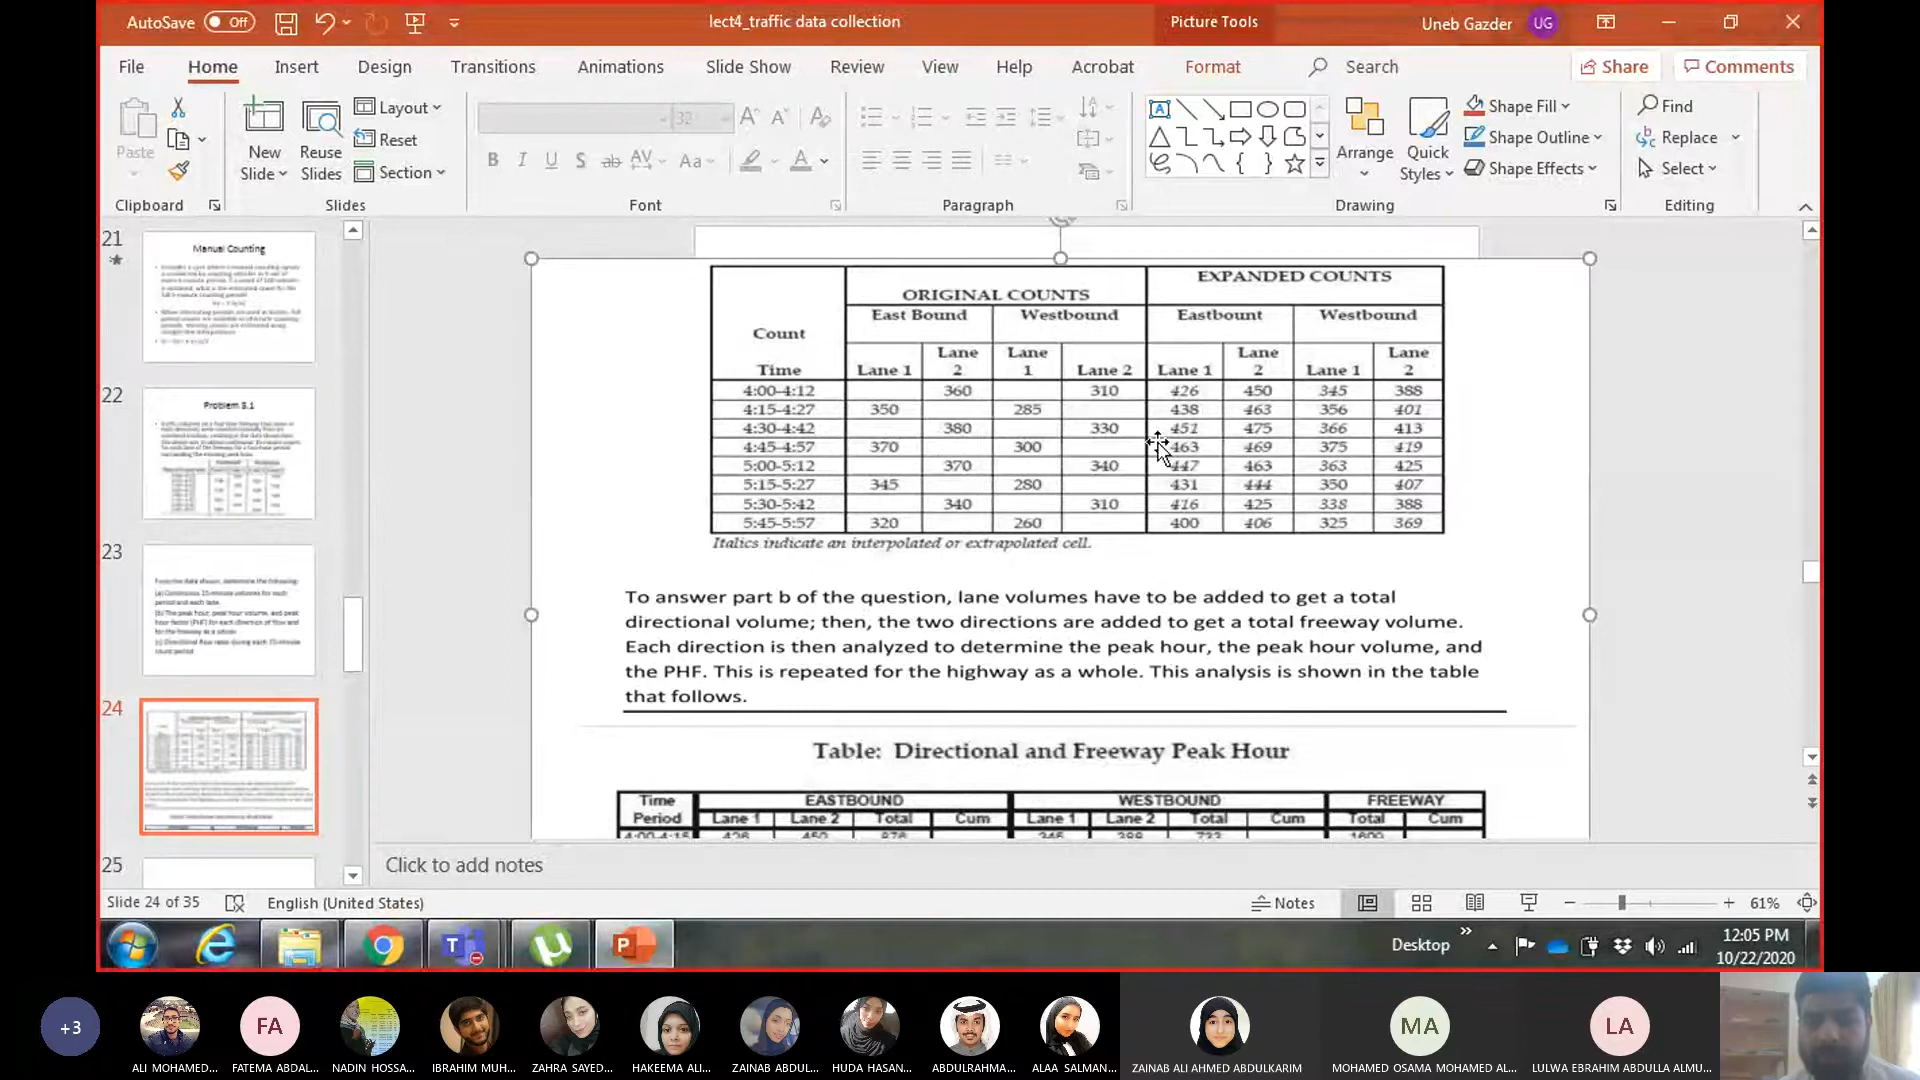 AutoSave Off lect4_traffic data collection Picture Tools Uneb Gazder UG
File Home Insert Design Transitions Animations Slide Show Review View Help Acrobat Format Search Share Comments
Paste New Slide Reuse Slides Layout Reset Section 32 Arrange Quick Styles Shape Fill Shape Outline Shape Effects Find Replace Select
Clipboard Slides Font Paragraph Drawing Editing
21
Manual Counting
22
Problem 5.1
23
24
25
Count Time ORIGINAL COUNTS EXPANDED COUNTS
East Bound Westbound Eastbount Westbound
Lane 1 Lane 2 Lane 1 Lane 2 Lane 1 Lane 2 Lane 1 Lane 2
4:00-4:12 360 310 426 450 345 388
4:15-4:27 350 285 438 463 356 401
4:30-4:42 380 330 451 475 366 413
4:45-4:57 370 300 463 469 375 419
5:00-5:12 370 340 447 463 363 425
5:15-5:27 345 280 431 444 350 407
5:30-5:42 340 310 416 425 338 388
5:45-5:57 320 260 400 406 325 369
Italics indicate an interpolated or extrapolated cell.
To answer part b of the question, lane volumes have to be added to get a total
directional volume; then, the two directions are added to get a total freeway volume.
Each direction is then analyzed to determine the peak hour, the peak hour volume, and
the PHF. This is repeated for the highway as a whole. This analysis is shown in the table
that follows.
Table: Directional and Freeway Peak Hour
Time Period EASTBOUND WESTBOUND FREEWAY
Lane 1 Lane 2 Total Cum Lane 1 Lane 2 Total Cum Total Cum
Click to add notes
Slide 24 of 35 English (United States) Notes 61%
Desktop 12:05 PM
10/22/2020
+3 FA MA LA
ALI MOHAMED... FATEMA ABDAL... NADIN HOSSA... IBRAHIM MUH... ZAHRA SAYED... HAKEEMA ALI... ZAINAB ABDUL... HUDA HASAN... ABDULRAHMA... ALAA SALMAN... ZAINAB ALI AHMED ABDULKARIM MOHAMED OSAMA MOHAMED AL... LULWA EBRAHIM ABDULLA ALMU...